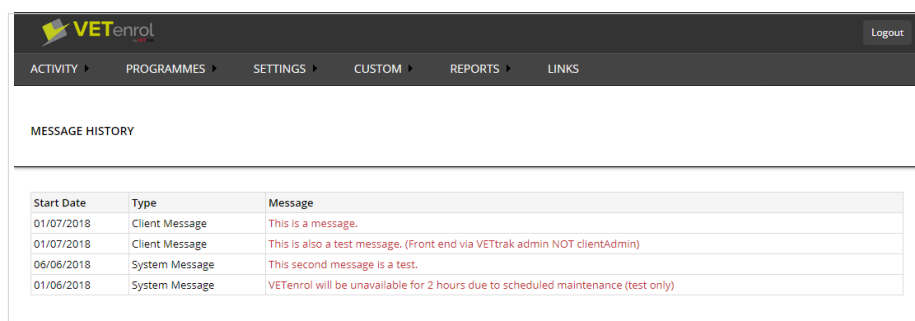 VETenrol
Logout
ACTIVITY PROGRAMMES SETTINGS CUSTOM REPORTS LINKS
MESSAGE HISTORY
Start Date Type Message
01/07/2018 Client Message This is a message.
01/07/2018 Client Message This is also a test message. (Front end via VETtrak admin NOT clientAdmin)
06/06/2018 System Message This second message is a test.
01/06/2018 System Message VETenrol will be unavailable for 2 hours due to scheduled maintenance (test only)